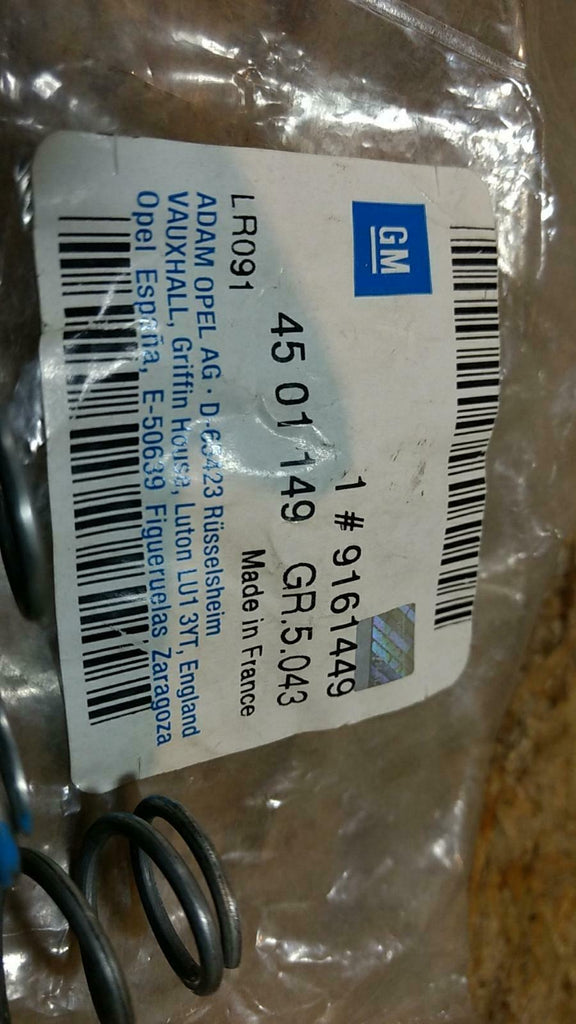 GM
1 # 9161449
45 01 149 GR.5.043
LR091
Made in France
ADAM OPEL AG · D-65423 Rüsselsheim
VAUXHALL, Griffin House, Luton LU1 3YT, England
Opel España, E-50639 Figueruelas, Zaragoza